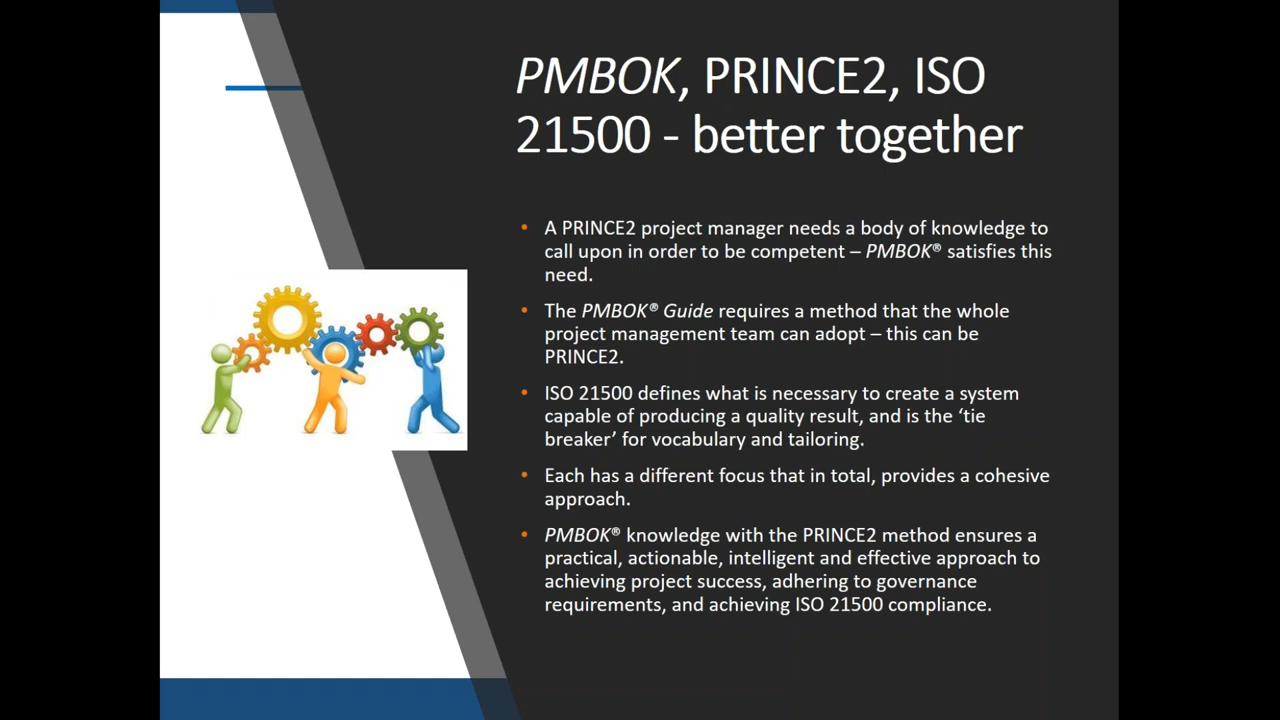 PMBOK, PRINCE2, ISO
21500 - better together
• A PRINCE2 project manager needs a body of knowledge to
call upon in order to be competent – PMBOK® satisfies this
need.
• The PMBOK® Guide requires a method that the whole
project management team can adopt – this can be
PRINCE2.
• ISO 21500 defines what is necessary to create a system
capable of producing a quality result, and is the ‘tie
breaker’ for vocabulary and tailoring.
• Each has a different focus that in total, provides a cohesive
approach.
• PMBOK® knowledge with the PRINCE2 method ensures a
practical, actionable, intelligent and effective approach to
achieving project success, adhering to governance
requirements, and achieving ISO 21500 compliance.